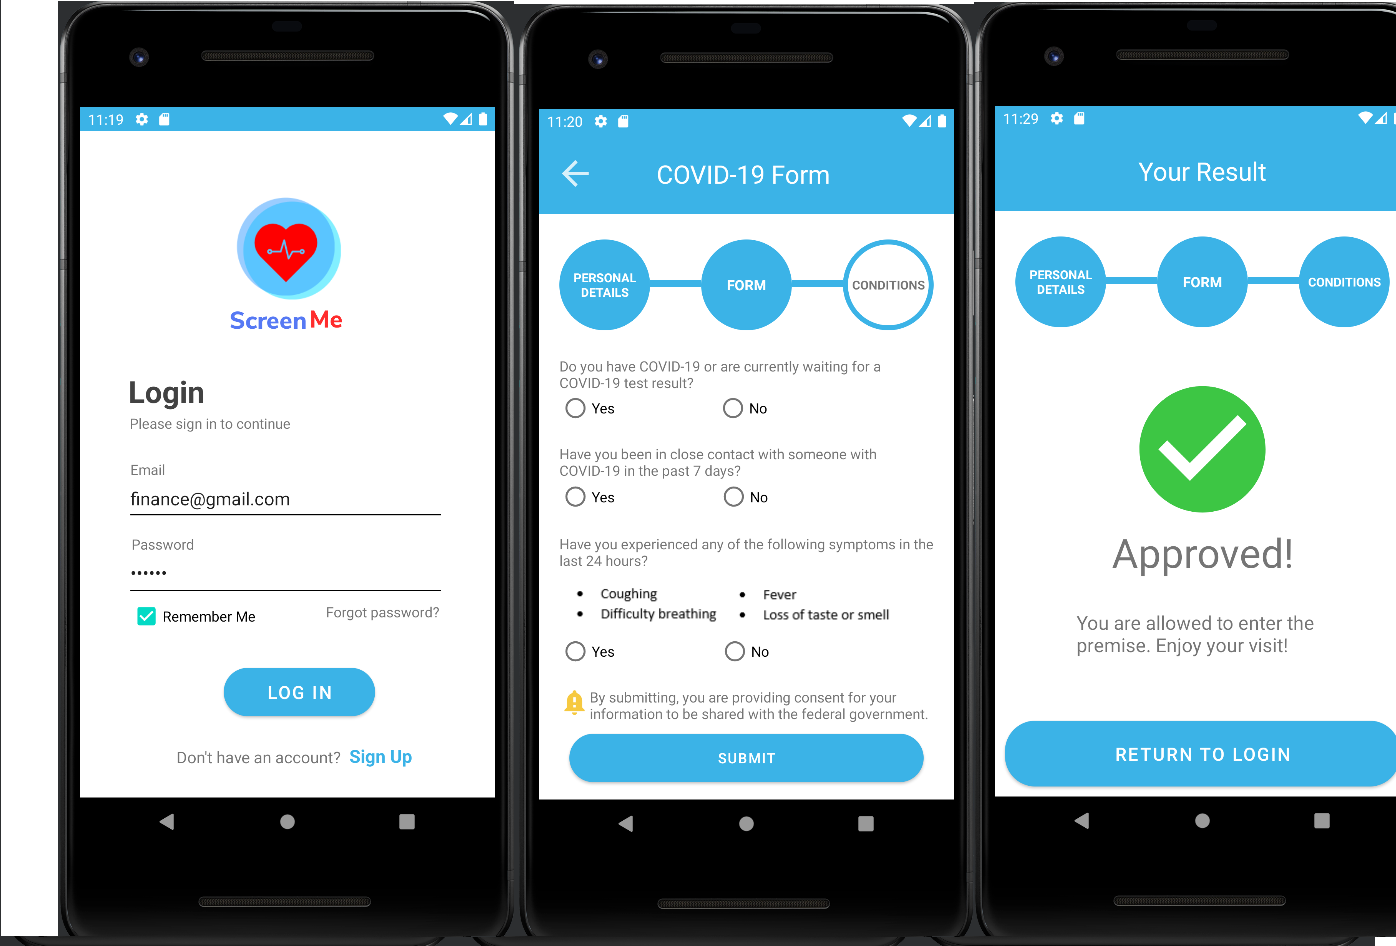 11:19
ScreenMe
Login
Please sign in to continue
Email
finance@gmail.com
Password
••••••
Remember Me
Forgot password?
LOG IN
Don't have an account? Sign Up
11:20
COVID-19 Form
PERSONAL
DETAILS
FORM
CONDITIONS
Do you have COVID-19 or are currently waiting for a
COVID-19 test result?
Yes
No
Have you been in close contact with someone with
COVID-19 in the past 7 days?
Yes
No
Have you experienced any of the following symptoms in the
last 24 hours?
• Coughing
• Difficulty breathing
• Fever
• Loss of taste or smell
Yes
No
By submitting, you are providing consent for your
information to be shared with the federal government.
SUBMIT
11:29
Your Result
PERSONAL
DETAILS
FORM
CONDITIONS
Approved!
You are allowed to enter the
premise. Enjoy your visit!
RETURN TO LOGIN